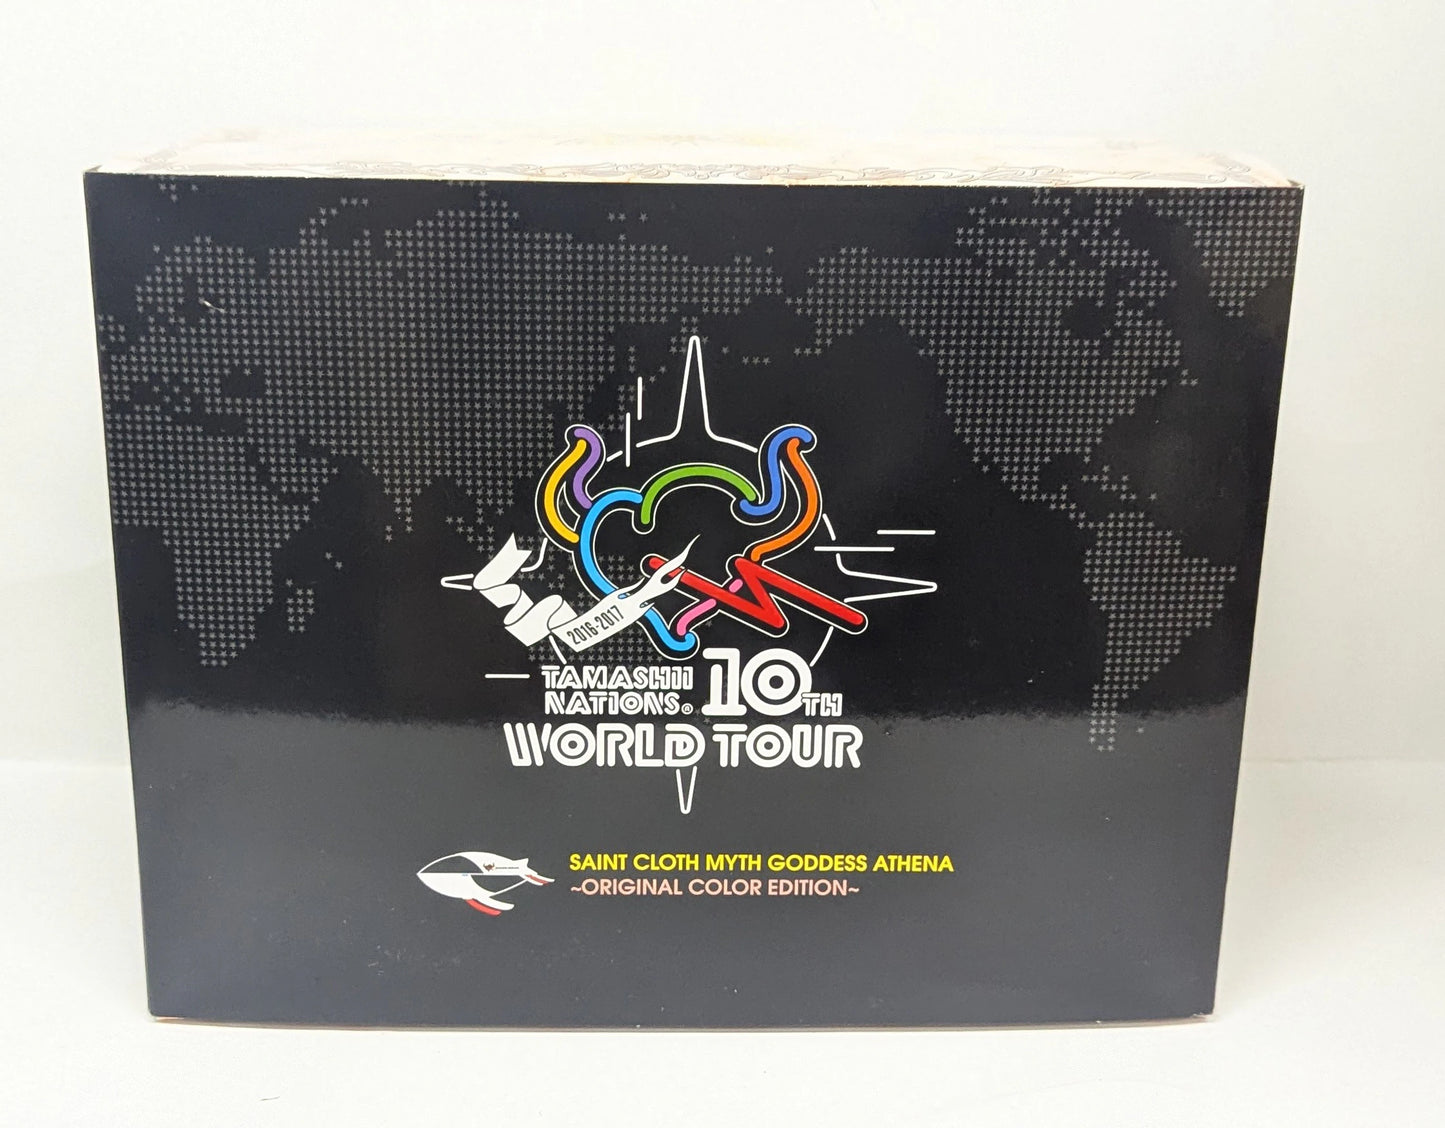 2016-2017
TAMASHII
NATIONS® 10TH
WORLD TOUR
SAINT CLOTH MYTH GODDESS ATHENA
~ORIGINAL COLOR EDITION~